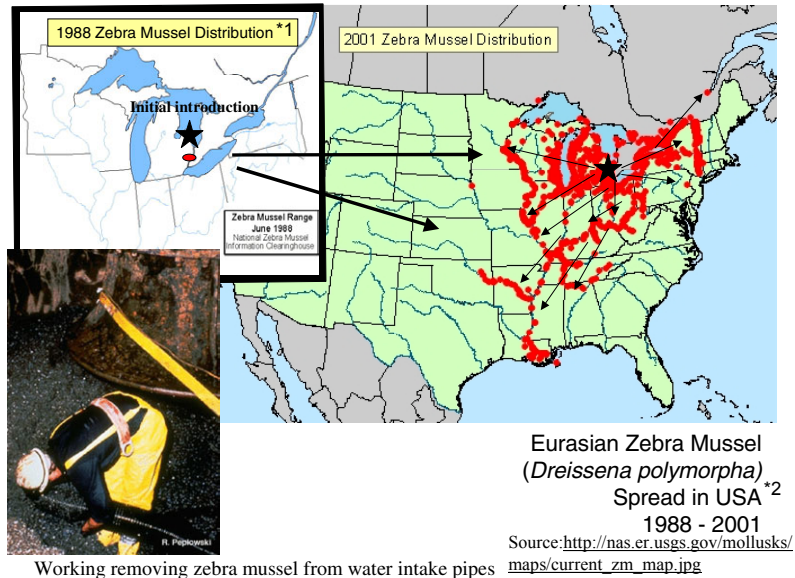 1988 Zebra Mussel Distribution *1
Initial introduction
Zebra Mussel Range
June 1988
National Zebra Mussel
Information Clearinghouse
2001 Zebra Mussel Distribution
R. Peplowski
Working removing zebra mussel from water intake pipes
Eurasian Zebra Mussel
(Dreissena polymorpha)
Spread in USA *2
1988 - 2001
Source:http://nas.er.usgs.gov/mollusks/
maps/current_zm_map.jpg